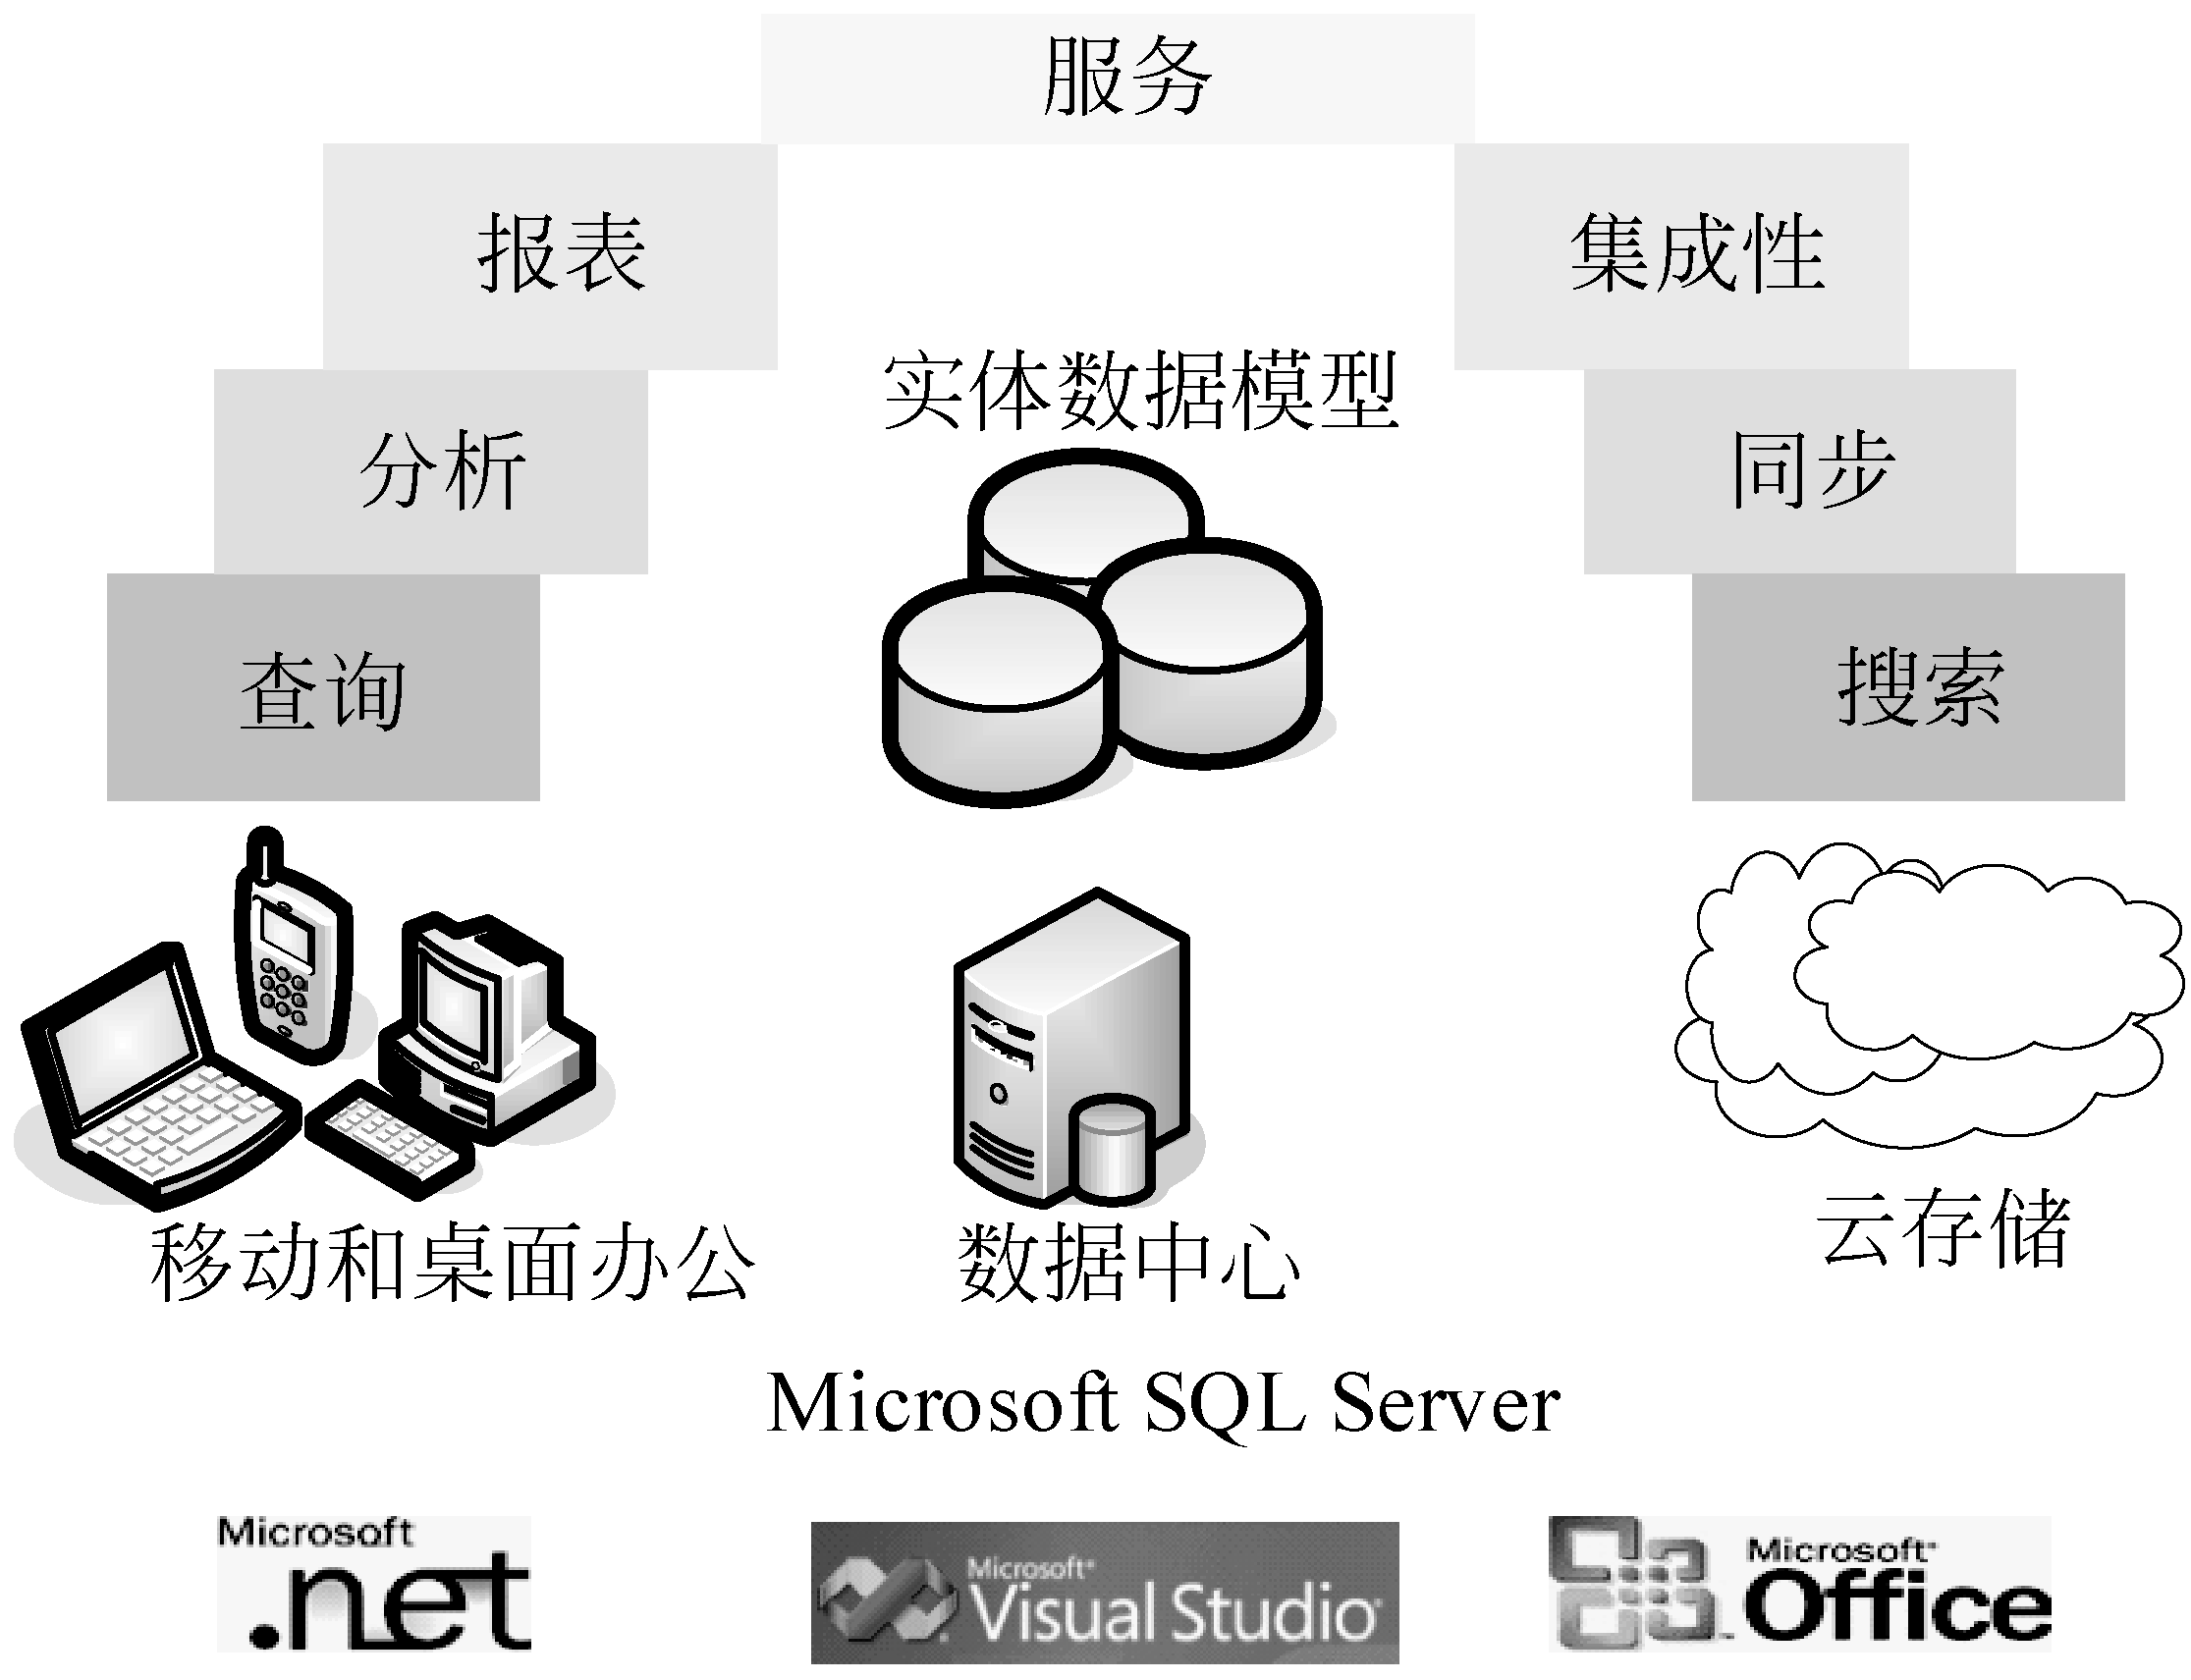 服务
报表
集成性
实体数据模型
分析
同步
查询
搜索
移动和桌面办公
数据中心
云存储
Microsoft SQL Server
Microsoft
.net
Microsoft
Visual Studio
Microsoft
Office